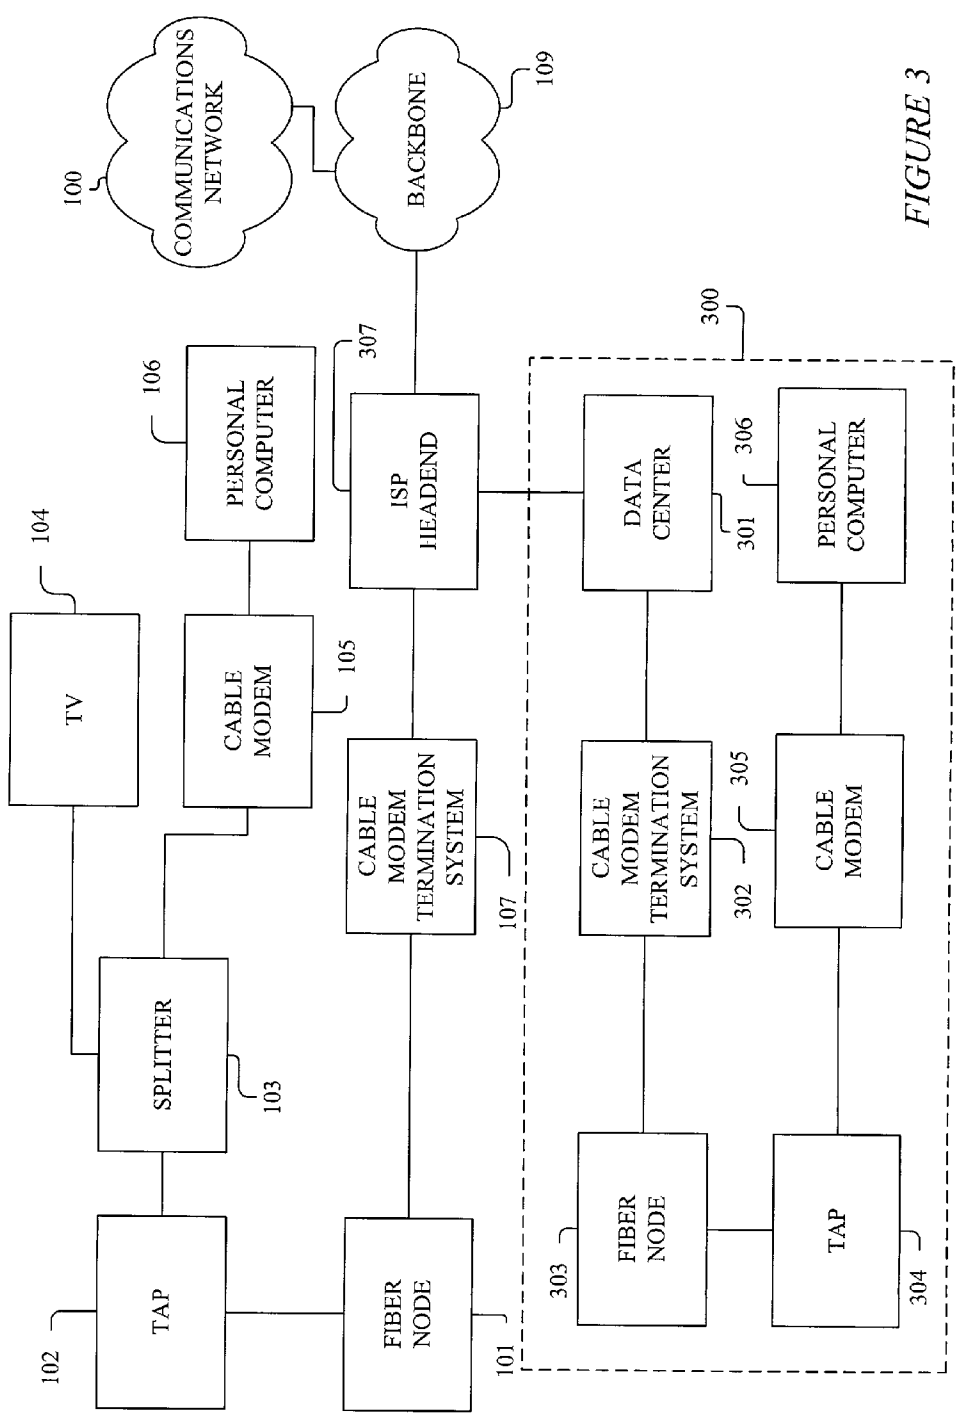 104
TV
106
PERSONAL
COMPUTER
100
COMMUNICATIONS
NETWORK
102
TAP
SPLITTER
103
CABLE
MODEM
105
307
ISP
HEADEND
BACKBONE
109
FIBER
NODE
101
CABLE
MODEM
TERMINATION
SYSTEM
107
300
303
FIBER
NODE
CABLE
MODEM
TERMINATION
SYSTEM
302
DATA
CENTER
301
TAP
304
305
CABLE
MODEM
306
PERSONAL
COMPUTER
FIGURE 3